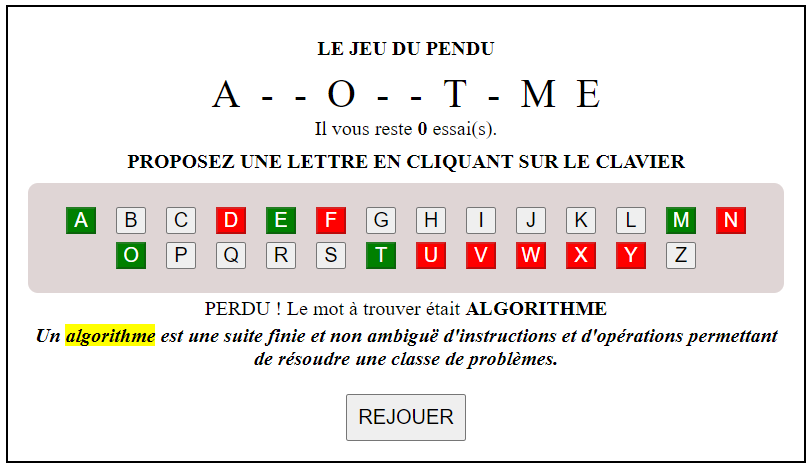 LE JEU DU PENDU
A - - O - - T - M E
Il vous reste 0 essai(s).
PROPOSEZ UNE LETTRE EN CLIQUANT SUR LE CLAVIER
A B C D E F G H I J K L M N
O P Q R S T U V W X Y Z
PERDU ! Le mot à trouver était ALGORITHME
Un algorithme est une suite finie et non ambiguë d'instructions et d'opérations permettant
de résoudre une classe de problèmes.
REJOUER